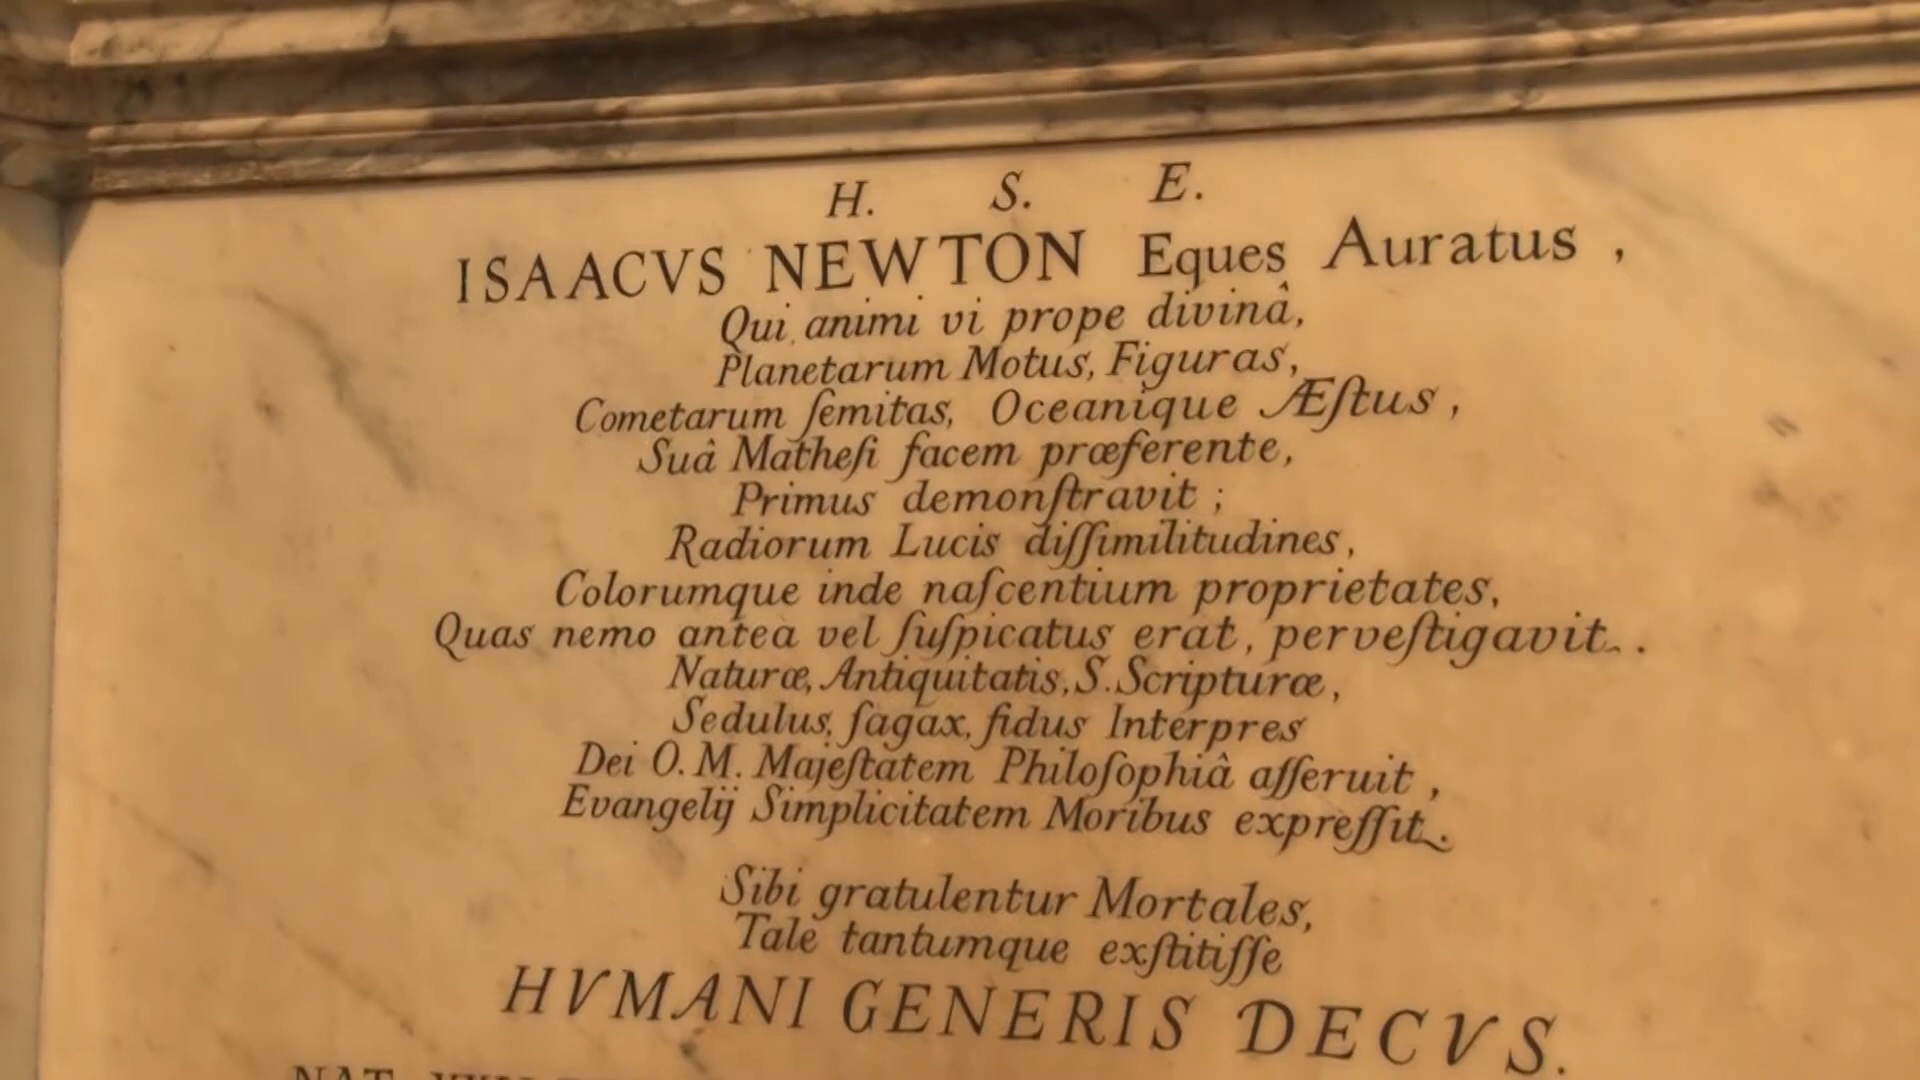 H. S. E.
ISAACVS NEWTON Eques Auratus,
Qui animi vi prope divinâ,
Planetarum Motus, Figuras,
Cometarum ſemitas, Oceanique Æſtus,
Suâ Matheſi facem præferente,
Primus demonſtravit;
Radiorum Lucis diſſimilitudines,
Colorumque inde naſcentium proprietates,
Quas nemo antea vel ſuſpicatus erat, perveſtigavit.
Naturæ, Antiquitatis, S. Scripturæ,
Sedulus, ſagax, fidus Interpres
Dei O. M. Majeſtatem Philoſophiâ aſſeruit,
Evangelij Simplicitatem Moribus expreſſit.
Sibi gratulentur Mortales,
Tale tantumque exſtitiſſe
HVMANI GENERIS DECVS.
NAT.